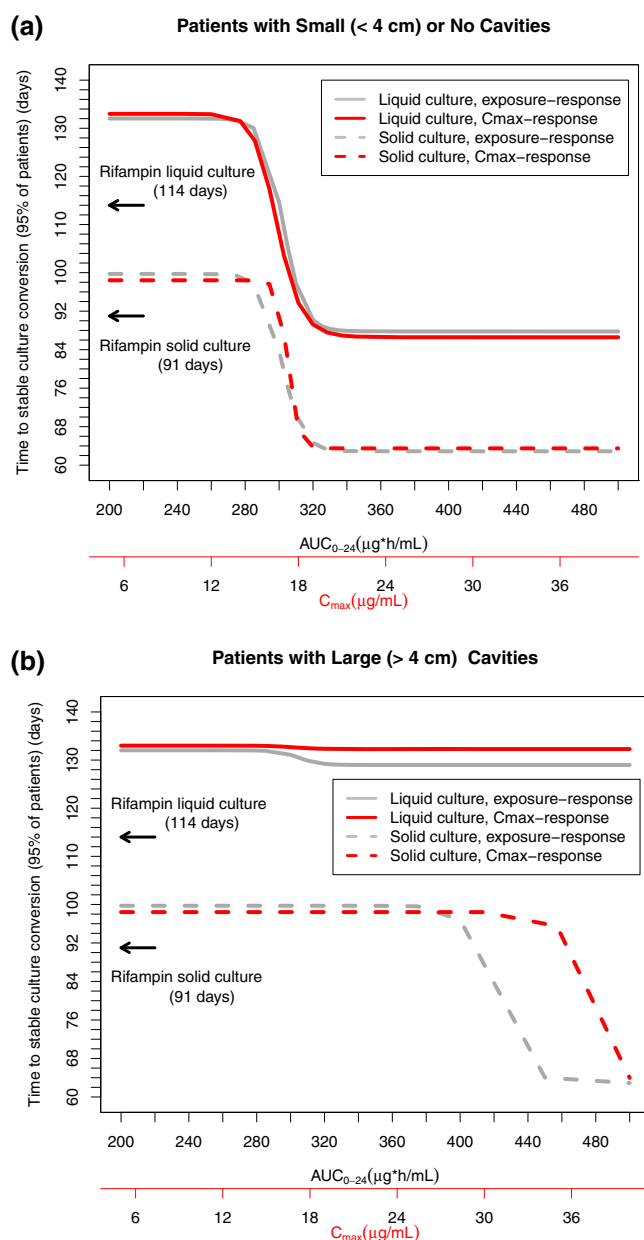 (a)
Patients with Small (< 4 cm) or No Cavities
Time to stable culture conversion (95% of patients) (days)
140
130
120
110
100
92
84
76
68
60
Liquid culture, exposure−response
Liquid culture, Cmax−response
Solid culture, exposure−response
Solid culture, Cmax−response
Rifampin liquid culture
(114 days)
Rifampin solid culture
(91 days)
200 240 280 320 360 400 440 480
AUC0−24(μg*h/mL)
6 12 18 24 30 36
Cmax(μg/mL)
(b)
Patients with Large (> 4 cm) Cavities
Time to stable culture conversion (95% of patients) (days)
140
130
120
110
100
92
84
76
68
60
Liquid culture, exposure−response
Liquid culture, Cmax−response
Solid culture, exposure−response
Solid culture, Cmax−response
Rifampin liquid culture
(114 days)
Rifampin solid culture
(91 days)
200 240 280 320 360 400 440 480
AUC0−24(μg*h/mL)
6 12 18 24 30 36
Cmax(μg/mL)